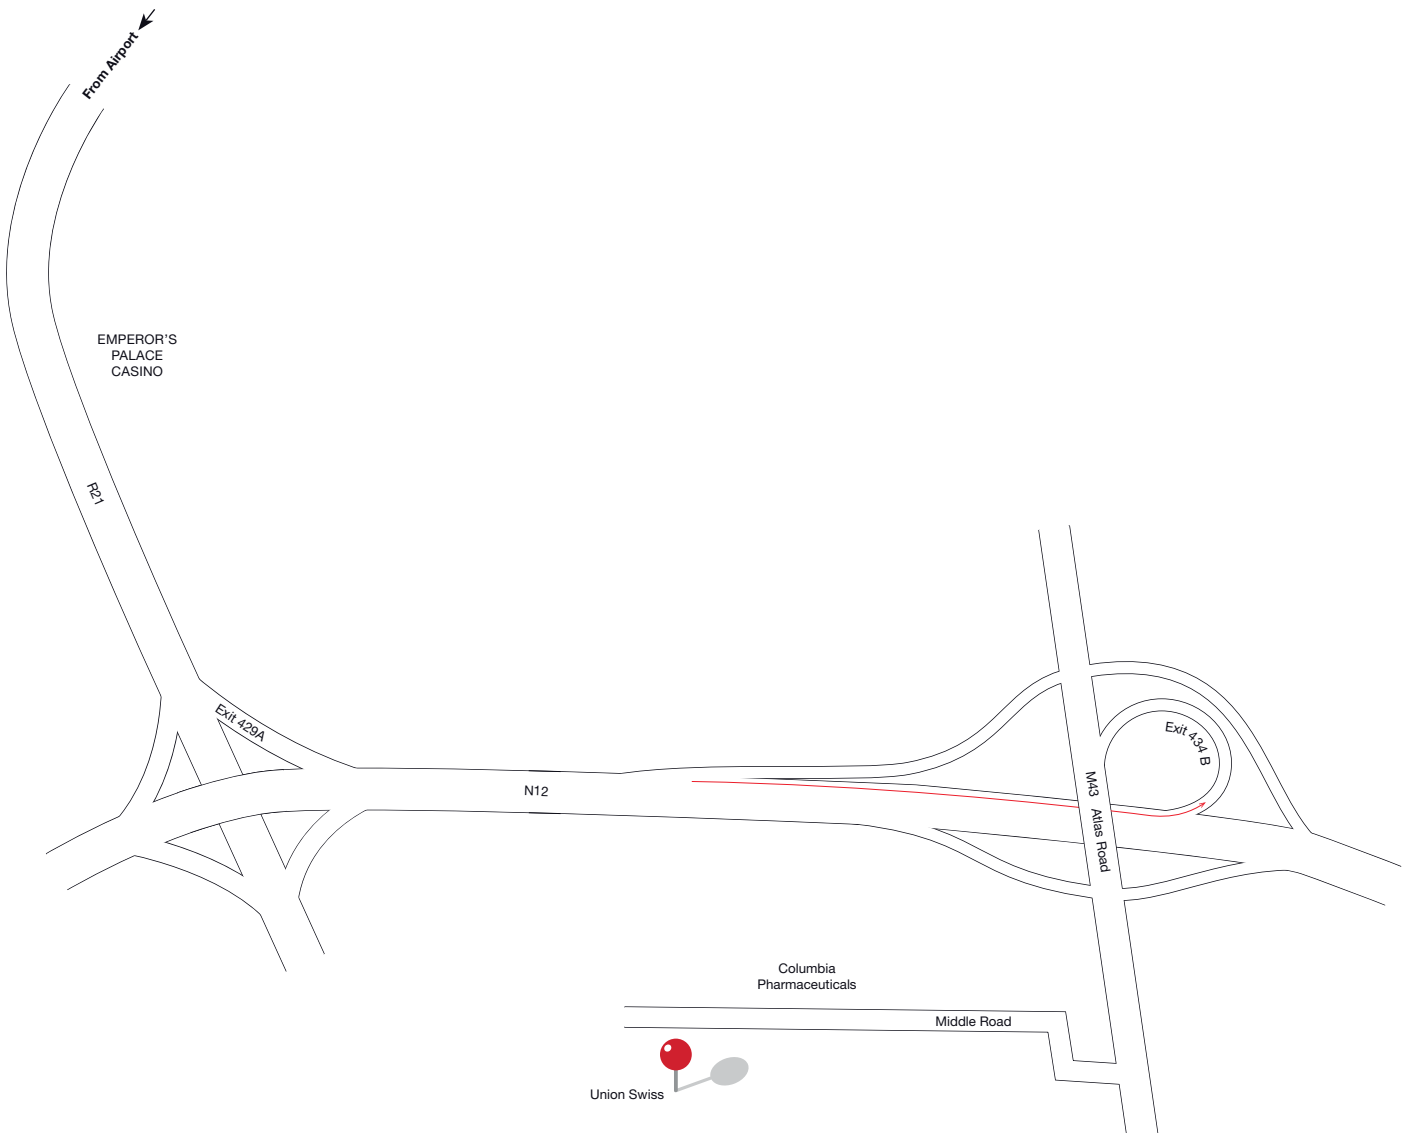 From Airport
EMPEROR'S
PALACE
CASINO
R21
Exit 429A
N12
Exit 434 B
M43 Atlas Road
Columbia
Pharmaceuticals
Middle Road
Union Swiss